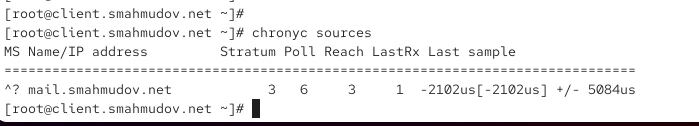 [root@client.smahmudov.net ~]#
[root@client.smahmudov.net ~]# chronyc sources
MS Name/IP address         Stratum Poll Reach LastRx Last sample
===============================================================================
^? mail.smahmudov.net            3   6     3     1  -2102us[-2102us] +/- 5084us
[root@client.smahmudov.net ~]#